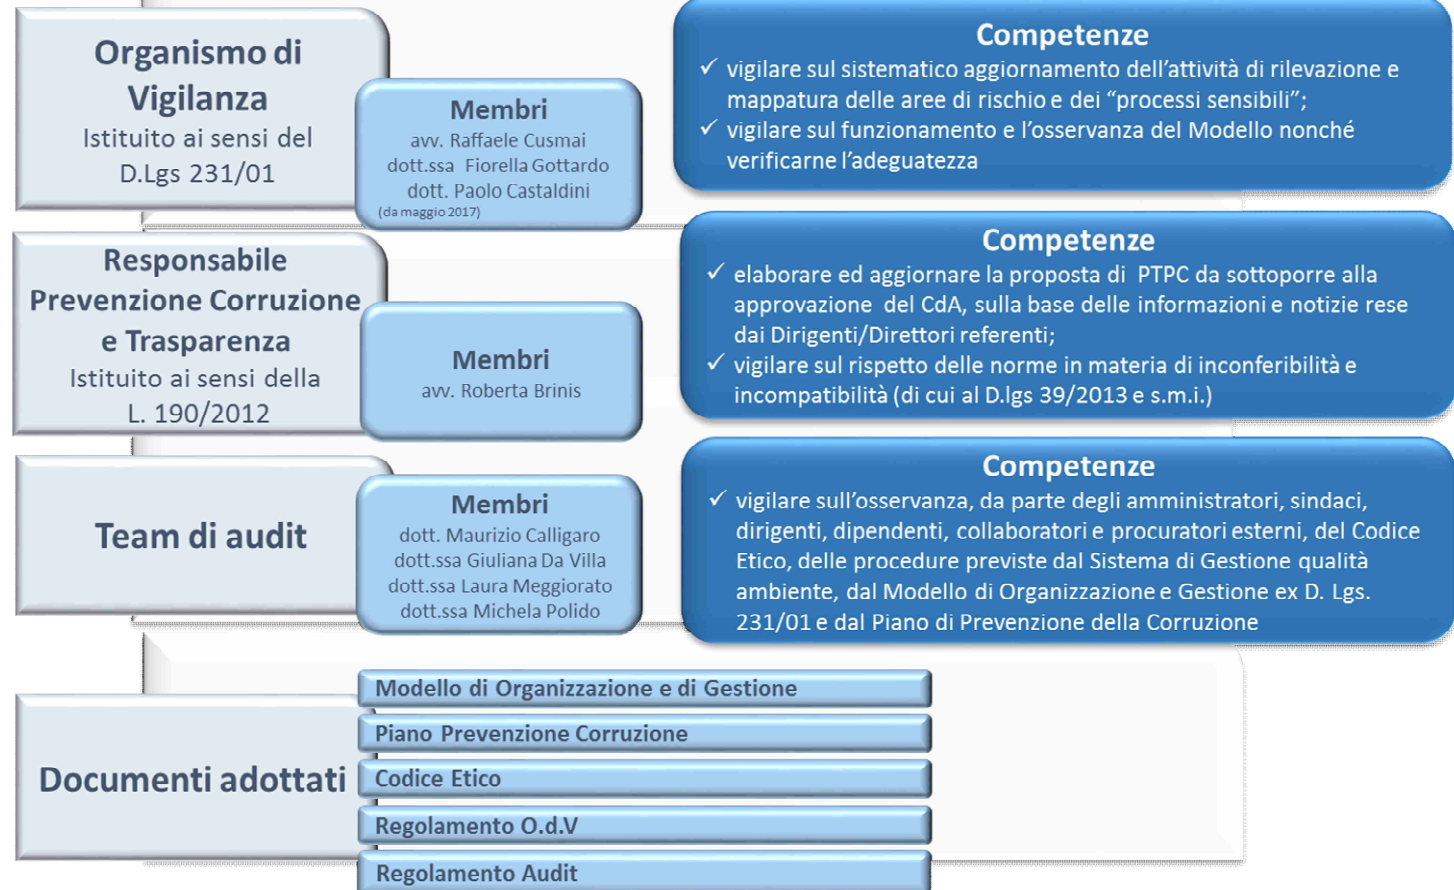 Organismo di
Vigilanza
Istituito ai sensi del
D.Lgs 231/01
Membri
avv. Raffaele Cusmai
dott.ssa Fiorella Gottardo
dott. Paolo Castaldini
(da maggio 2017)
Competenze
✓ vigilare sul sistematico aggiornamento dell’attività di rilevazione e
mappatura delle aree di rischio e dei “processi sensibili”;
✓ vigilare sul funzionamento e l’osservanza del Modello nonché
verificarne l’adeguatezza
Responsabile
Prevenzione Corruzione
e Trasparenza
Istituito ai sensi della
L. 190/2012
Membri
avv. Roberta Brinis
Competenze
✓ elaborare ed aggiornare la proposta di PTPC da sottoporre alla
approvazione del CdA, sulla base delle informazioni e notizie rese
dai Dirigenti/Direttori referenti;
✓ vigilare sul rispetto delle norme in materia di inconferibilità e
incompatibilità (di cui al D.lgs 39/2013 e s.m.i.)
Team di audit
Membri
dott. Maurizio Calligaro
dott.ssa Giuliana Da Villa
dott.ssa Laura Meggiorato
dott.ssa Michela Polido
Competenze
✓ vigilare sull’osservanza, da parte degli amministratori, sindaci,
dirigenti, dipendenti, collaboratori e procuratori esterni, del Codice
Etico, delle procedure previste dal Sistema di Gestione qualità
ambiente, dal Modello di Organizzazione e Gestione ex D. Lgs.
231/01 e dal Piano di Prevenzione della Corruzione
Documenti adottati
Modello di Organizzazione e di Gestione
Piano Prevenzione Corruzione
Codice Etico
Regolamento O.d.V
Regolamento Audit